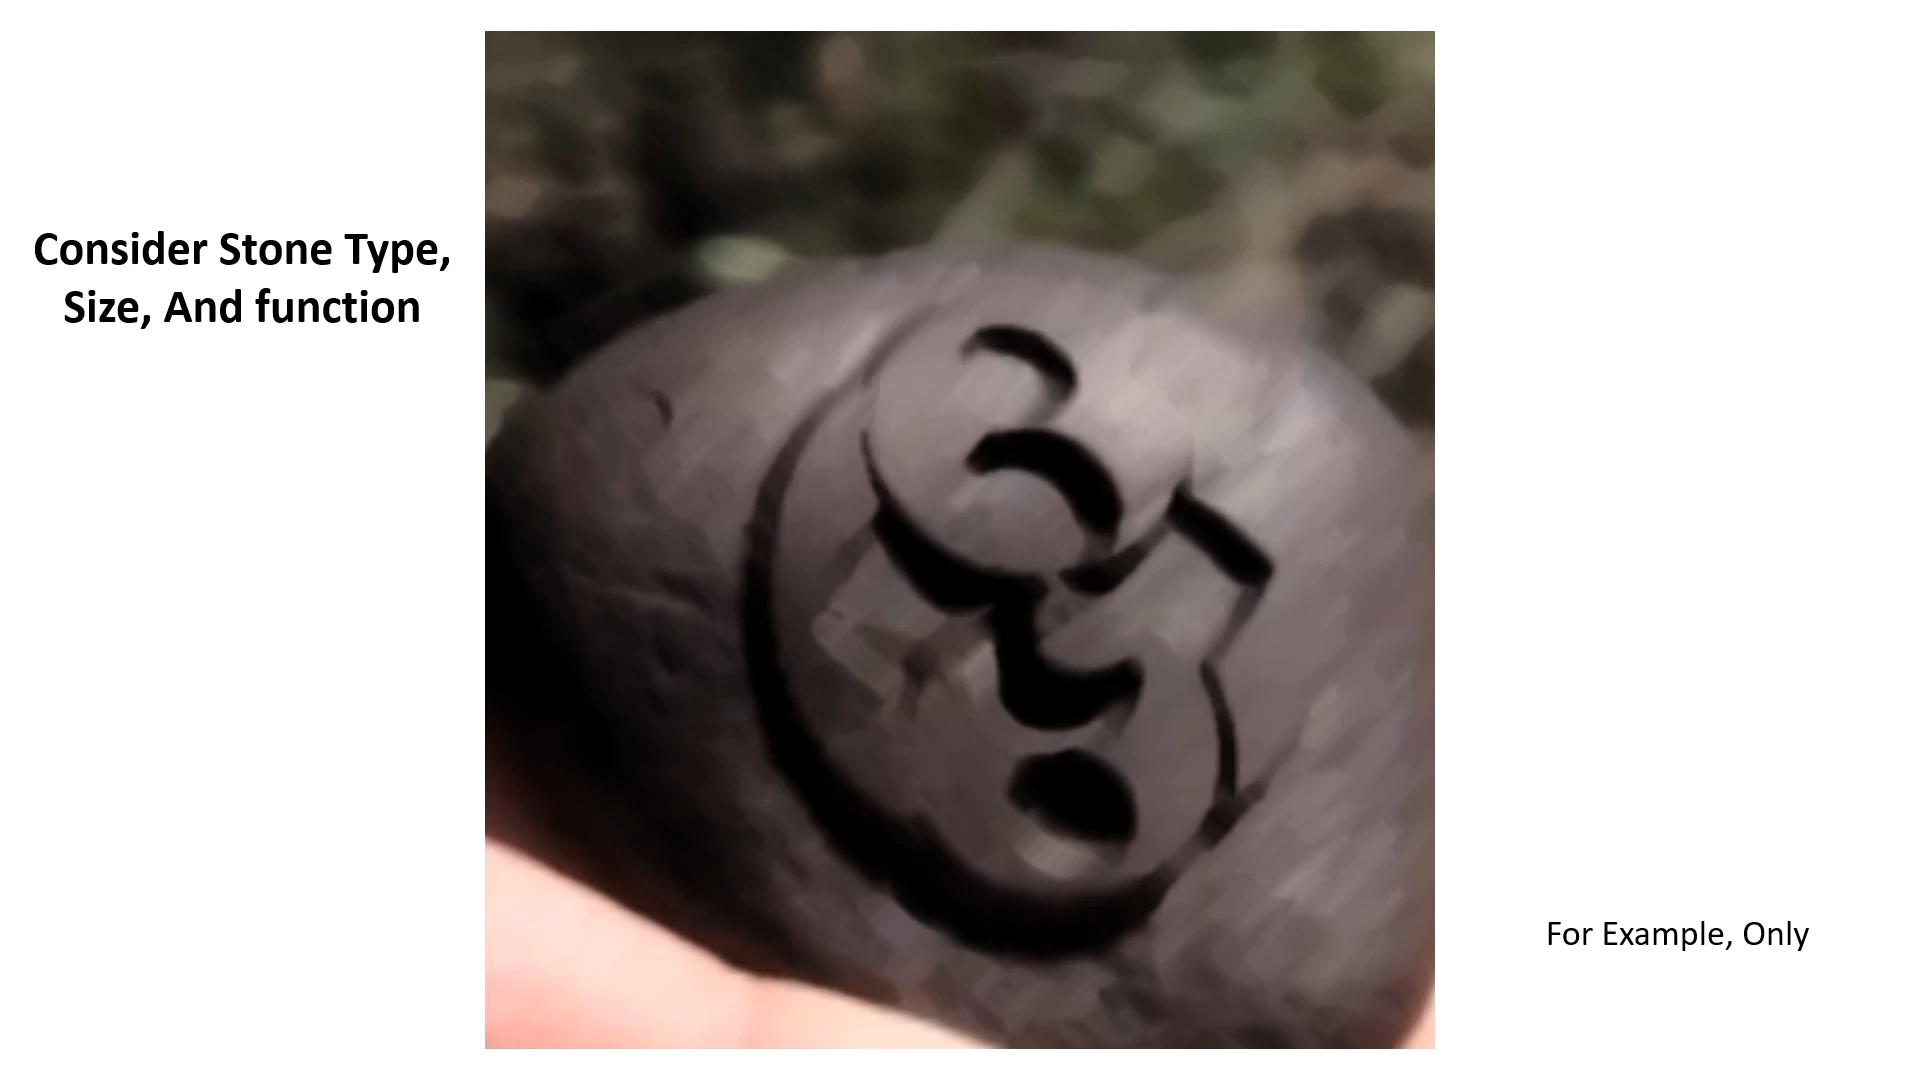 Consider Stone Type,
Size, And function
For Example, Only